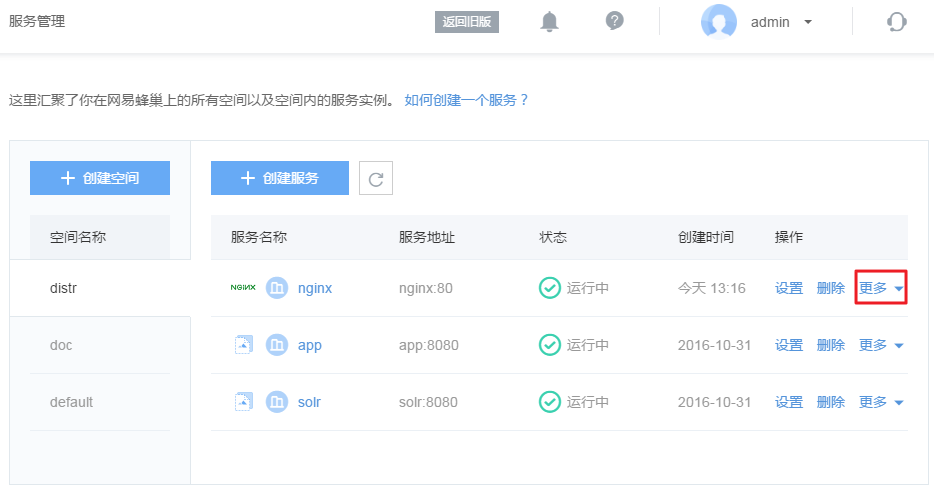 服务管理 返回旧版 admin
这里汇聚了你在网易蜂巢上的所有空间以及空间内的服务实例。 如何创建一个服务？
创建空间
空间名称
distr
doc
default
创建服务
服务名称 服务地址 状态 创建时间 操作
NGINX nginx nginx:80 运行中 今天 13:16 设置 删除 更多
app app:8080 运行中 2016-10-31 设置 删除 更多
solr solr:8080 运行中 2016-10-31 设置 删除 更多